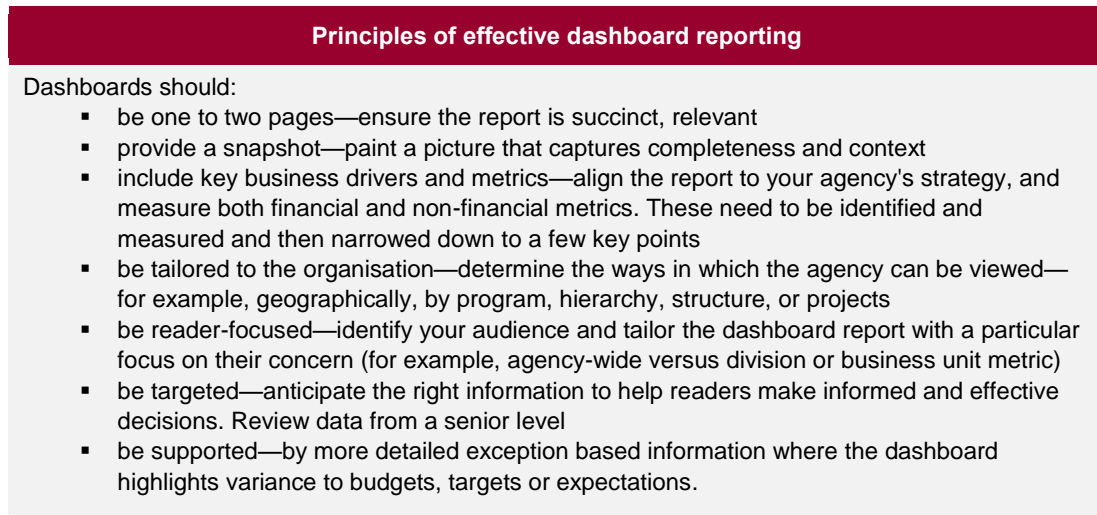 Principles of effective dashboard reporting
Dashboards should:
▪ be one to two pages—ensure the report is succinct, relevant
▪ provide a snapshot—paint a picture that captures completeness and context
▪ include key business drivers and metrics—align the report to your agency's strategy, and
measure both financial and non-financial metrics. These need to be identified and
measured and then narrowed down to a few key points
▪ be tailored to the organisation—determine the ways in which the agency can be viewed—
for example, geographically, by program, hierarchy, structure, or projects
▪ be reader-focused—identify your audience and tailor the dashboard report with a particular
focus on their concern (for example, agency-wide versus division or business unit metric)
▪ be targeted—anticipate the right information to help readers make informed and effective
decisions. Review data from a senior level
▪ be supported—by more detailed exception based information where the dashboard
highlights variance to budgets, targets or expectations.